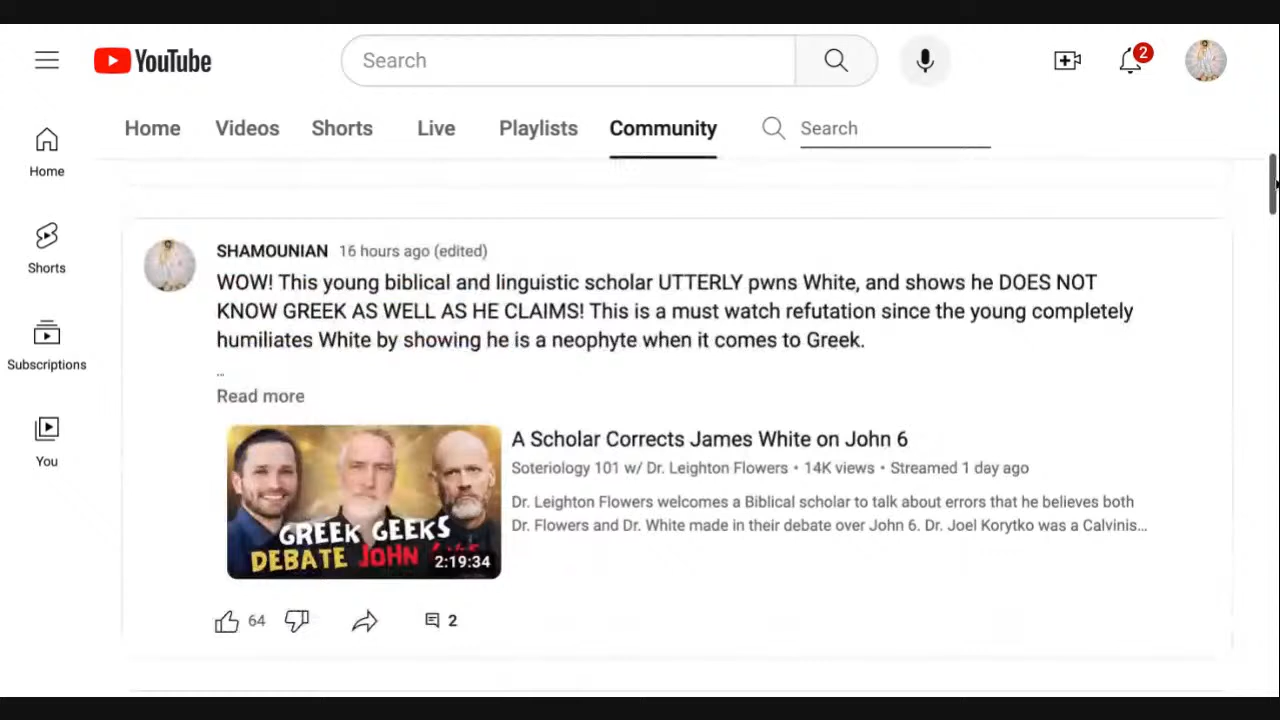 YouTube
Search
2
Home
Videos
Shorts
Live
Playlists
Community
Search
Home
Shorts
Subscriptions
You
SHAMOUNIAN 16 hours ago (edited)
WOW! This young biblical and linguistic scholar UTTERLY pwns White, and shows he DOES NOT
KNOW GREEK AS WELL AS HE CLAIMS! This is a must watch refutation since the young completely
humiliates White by showing he is a neophyte when it comes to Greek.
...
Read more
GREEK GEEKS
DEBATE JOHN
2:19:34
A Scholar Corrects James White on John 6
Soteriology 101 w/ Dr. Leighton Flowers • 14K views • Streamed 1 day ago
Dr. Leighton Flowers welcomes a Biblical scholar to talk about errors that he believes both
Dr. Flowers and Dr. White made in their debate over John 6. Dr. Joel Korytko was a Calvinis...
64
2